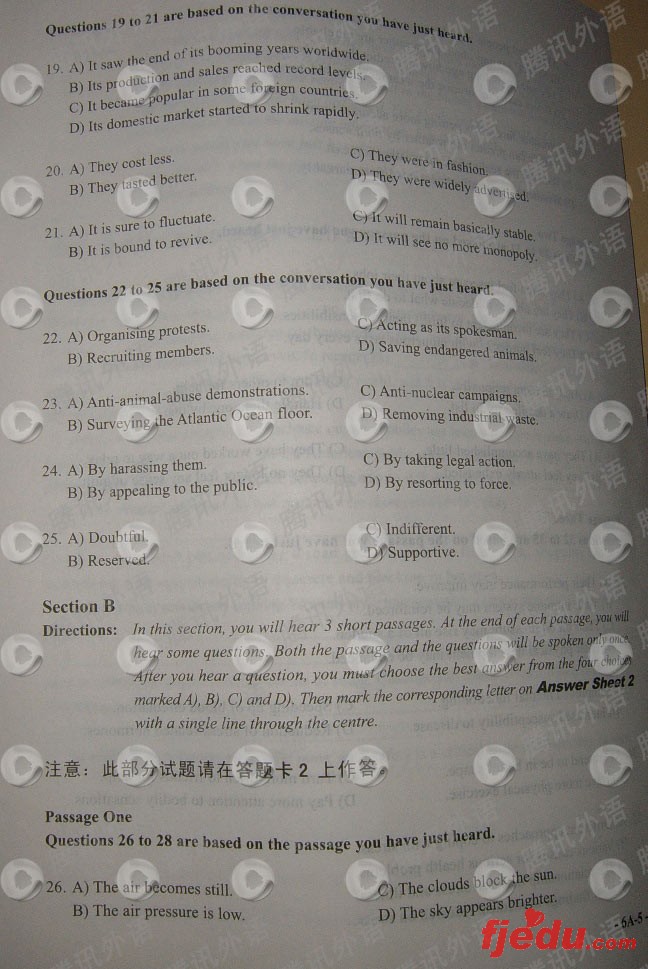 Questions 19 to 21 are based on the conversation you have just heard.
19. A) It saw the end of its booming years worldwide.
B) Its production and sales reached record levels.
C) It became popular in some foreign countries.
D) Its domestic market started to shrink rapidly.
20. A) They cost less. C) They were in fashion.
B) They lasted better. D) They were widely advertised.
21. A) It is sure to fluctuate. C) It will remain basically stable.
B) It is bound to revive. D) It will see no more monopoly.
Questions 22 to 25 are based on the conversation you have just heard.
22. A) Organising protests. C) Acting as its spokesman.
B) Recruiting members. D) Saving endangered animals.
23. A) Anti-animal-abuse demonstrations. C) Anti-nuclear campaigns.
B) Surveying the Atlantic Ocean floor. D) Removing industrial waste.
24. A) By harassing them. C) By taking legal action.
B) By appealing to the public. D) By resorting to force.
25. A) Doubtful. C) Indifferent.
B) Reserved. D) Supportive.
Section B
Directions: In this section, you will hear 3 short passages. At the end of each passage, you will
hear some questions. Both the passage and the questions will be spoken only once.
After you hear a question, you must choose the best answer from the four choices
marked A), B), C) and D). Then mark the corresponding letter on Answer Sheet 2
with a single line through the centre.
注意：此部分试题请在答题卡 2 上作答。
Passage One
Questions 26 to 28 are based on the passage you have just heard.
26. A) The air becomes still. C) The clouds block the sun.
B) The air pressure is low. D) The sky appears brighter.
- 6A-5 -
fjedu.com
腾讯外语